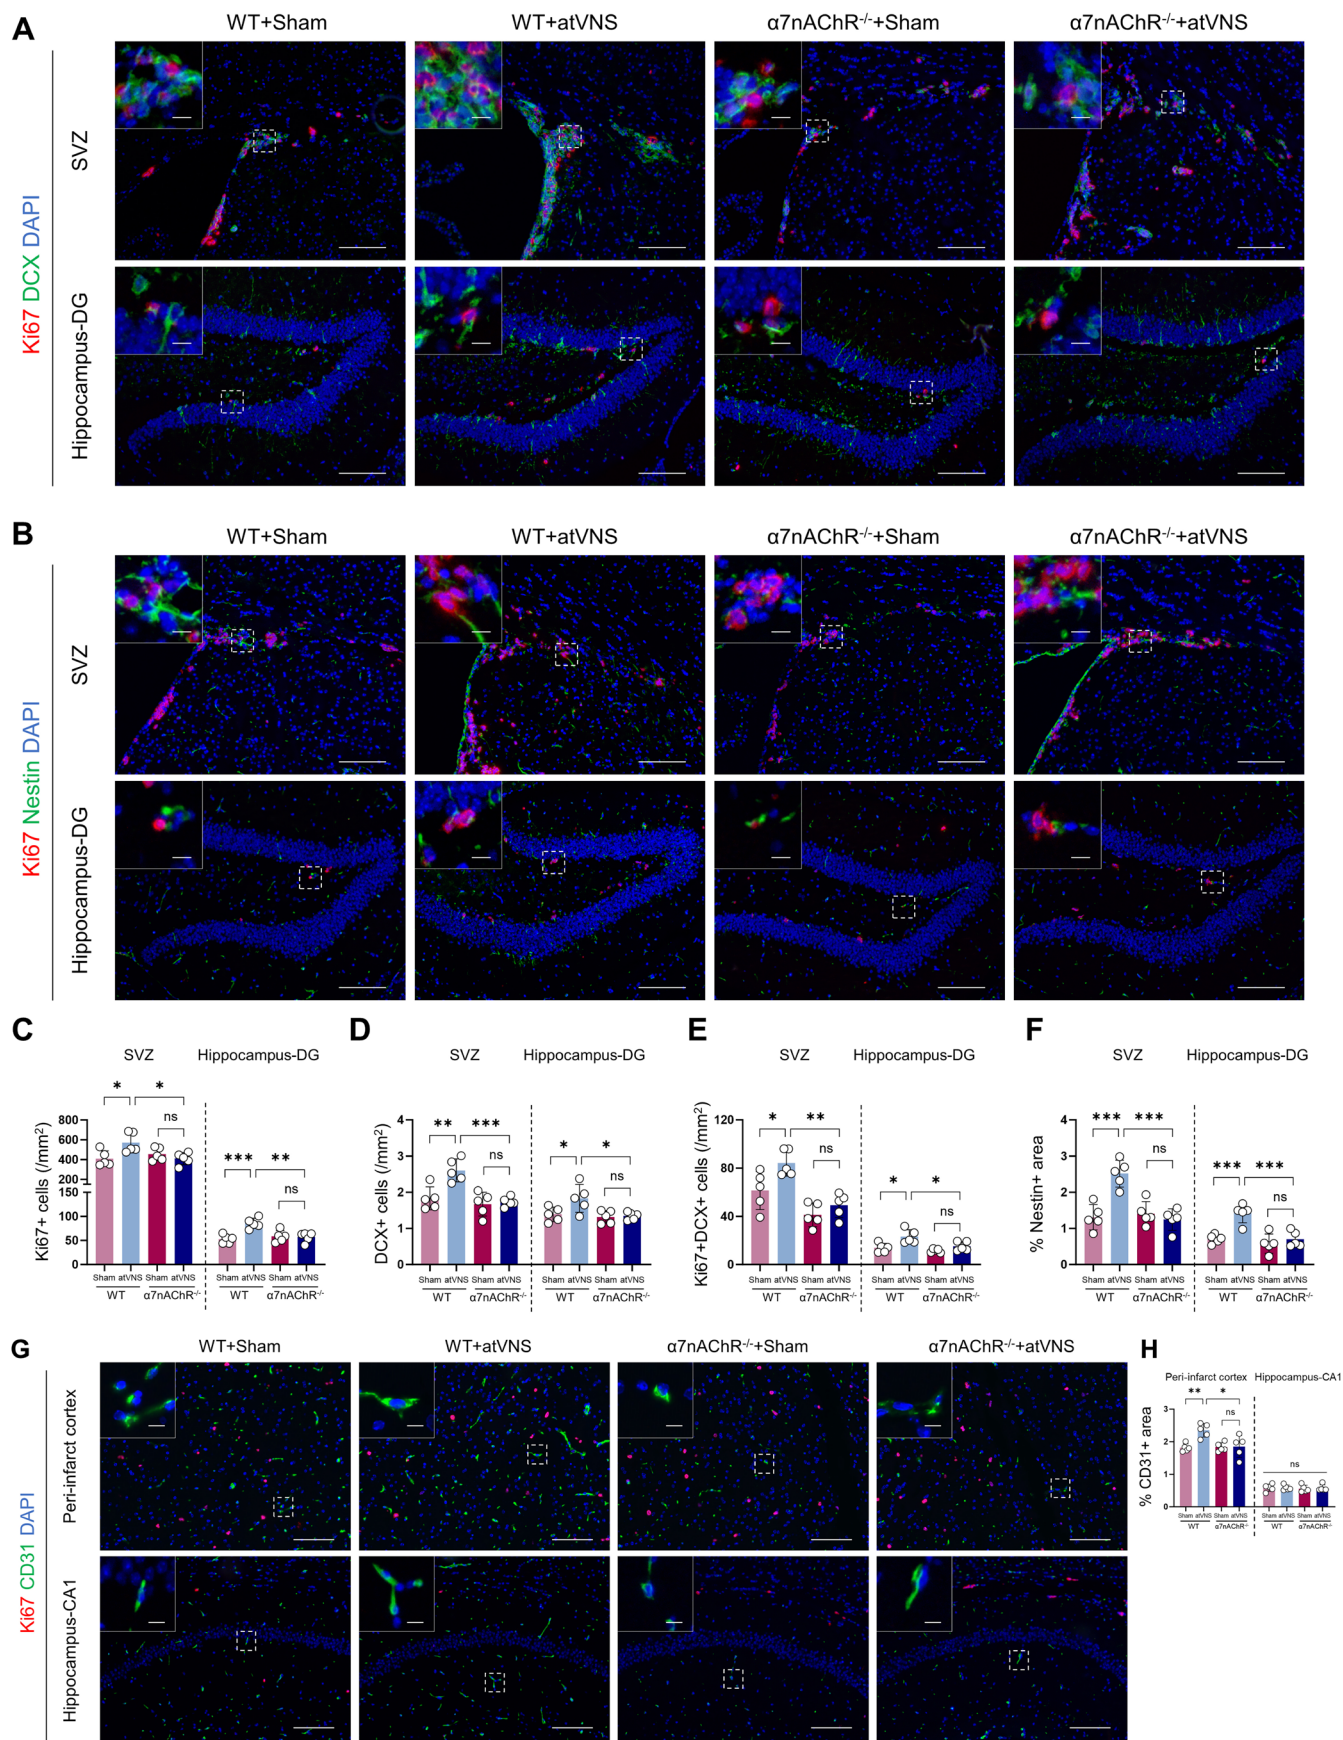 A
WT+Sham WT+atVNS α7nAChR-/-+Sham α7nAChR-/-+atVNS
Ki67 DCX DAPI
SVZ
Hippocampus-DG
B
WT+Sham WT+atVNS α7nAChR-/-+Sham α7nAChR-/-+atVNS
Ki67 Nestin DAPI
SVZ
Hippocampus-DG
C
SVZ Hippocampus-DG
Ki67+ cells (/mm2)
800
600
400
200
150
100
50
0
* * ns *** ** ns
Sham atVNS Sham atVNS Sham atVNS Sham atVNS
WT α7nAChR-/- WT α7nAChR-/-
D
SVZ Hippocampus-DG
DCX+ cells (/mm2)
4
3
2
1
0
** *** ns * * ns
Sham atVNS Sham atVNS Sham atVNS Sham atVNS
WT α7nAChR-/- WT α7nAChR-/-
E
SVZ Hippocampus-DG
Ki67+DCX+ cells (/mm2)
120
80
40
0
* ** ns * * ns
Sham atVNS Sham atVNS Sham atVNS Sham atVNS
WT α7nAChR-/- WT α7nAChR-/-
F
SVZ Hippocampus-DG
% Nestin+ area
4
3
2
1
0
*** *** ns *** *** ns
Sham atVNS Sham atVNS Sham atVNS Sham atVNS
WT α7nAChR-/- WT α7nAChR-/-
G
WT+Sham WT+atVNS α7nAChR-/-+Sham α7nAChR-/-+atVNS
Ki67 CD31 DAPI
Peri-infarct cortex
Hippocampus-CA1
H
Peri-infarct cortex Hippocampus-CA1
% CD31+ area
3
2
1
0
** * ns ns
Sham atVNS Sham atVNS Sham atVNS Sham atVNS
WT α7nAChR-/- WT α7nAChR-/-